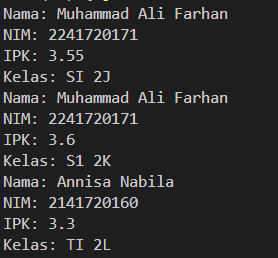 Nama: Muhammad Ali Farhan
NIM: 2241720171
IPK: 3.55
Kelas: SI 2J
Nama: Muhammad Ali Farhan
NIM: 2241720171
IPK: 3.6
Kelas: S1 2K
Nama: Annisa Nabila
NIM: 2141720160
IPK: 3.3
Kelas: TI 2L